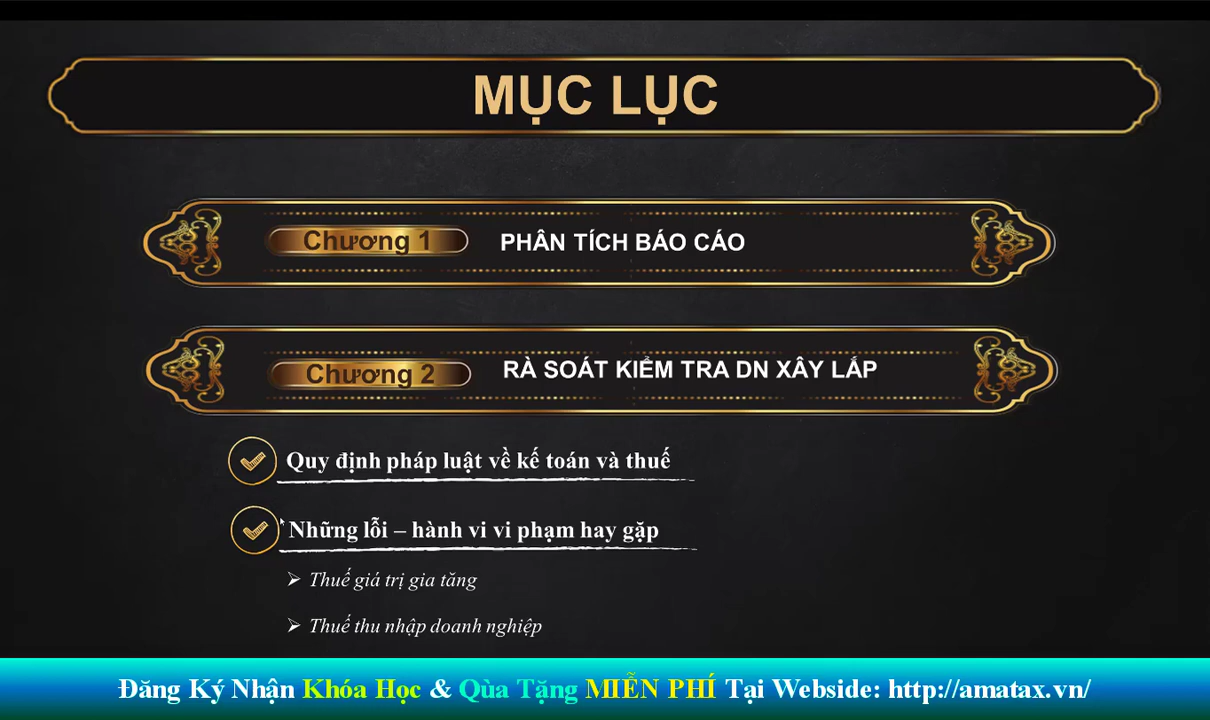 MỤC LỤC
Chương 1
PHÂN TÍCH BÁO CÁO
Chương 2
RÀ SOÁT KIỂM TRA DN XÂY LẮP
Quy định pháp luật về kế toán và thuế
Những lỗi – hành vi vi phạm hay gặp
Thuế giá trị gia tăng
Thuế thu nhập doanh nghiệp
Đăng Ký Nhận Khóa Học & Qùa Tặng MIỄN PHÍ Tại Webside: http://amatax.vn/